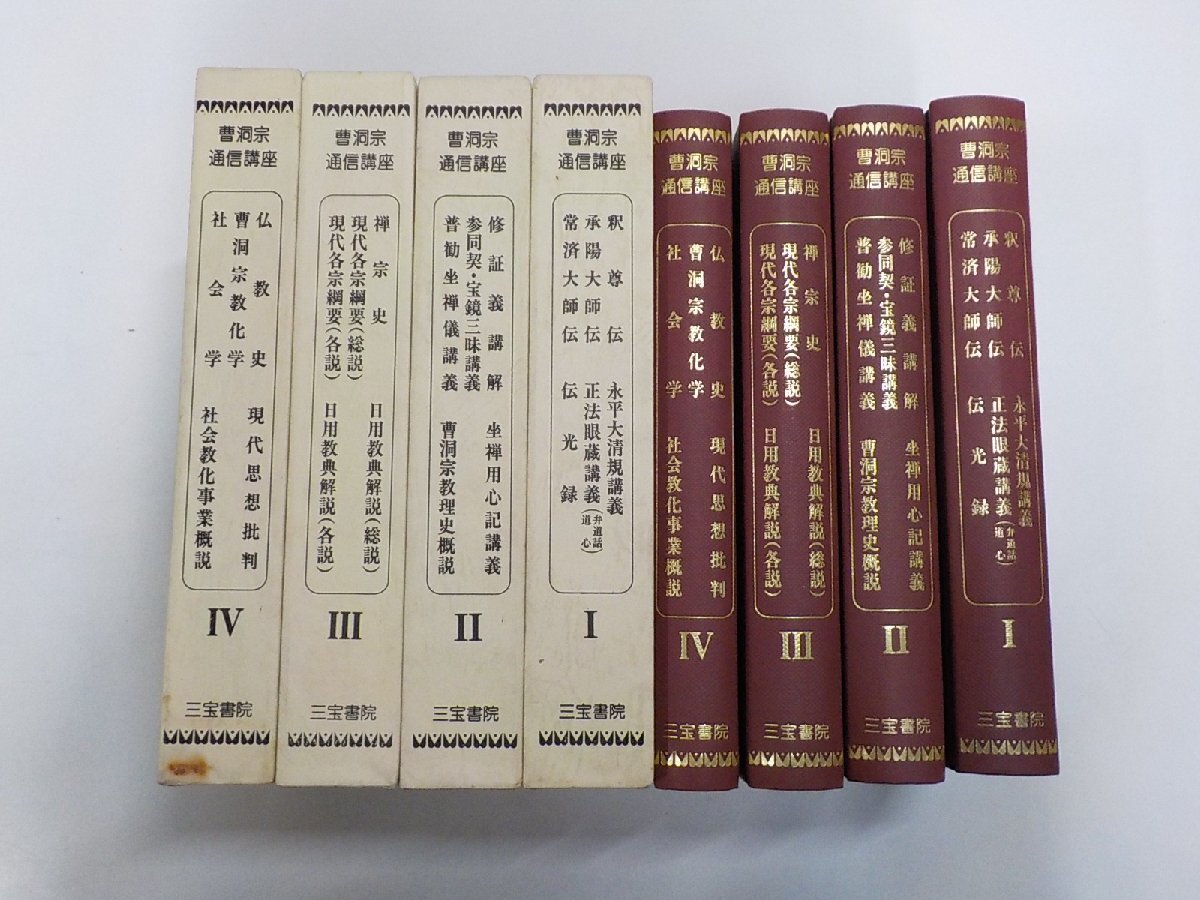 曹洞宗
通信講座
仏教史
曹洞宗教化学
社会学
現代思想批判
社会教化事業概説
IV
三宝書院
曹洞宗
通信講座
禅宗史
現代各宗綱要(総説)
現代各宗綱要(各説)
日用教典解説(総説)
日用教典解説(各説)
III
三宝書院
曹洞宗
通信講座
修証義講解
参同契・宝鏡三昧講義
普勧坐禅儀講義
坐禅用心記講義
曹洞宗教理史概説
II
三宝書院
曹洞宗
通信講座
釈尊伝
承陽大師伝
常済大師伝
永平大清規講義
正法眼蔵講義(弁道話 道心)
伝光録
I
三宝書院
曹洞宗
通信講座
仏教史
曹洞宗教化学
社会学
現代思想批判
社会教化事業概説
IV
三宝書院
曹洞宗
通信講座
禅宗史
現代各宗綱要(総説)
現代各宗綱要(各説)
日用教典解説(総説)
日用教典解説(各説)
III
三宝書院
曹洞宗
通信講座
修証義講解
参同契・宝鏡三昧講義
普勧坐禅儀講義
坐禅用心記講義
曹洞宗教理史概説
II
三宝書院
曹洞宗
通信講座
釈尊伝
承陽大師伝
常済大師伝
永平大清規講義
正法眼蔵講義(弁道話 道心)
伝光録
I
三宝書院